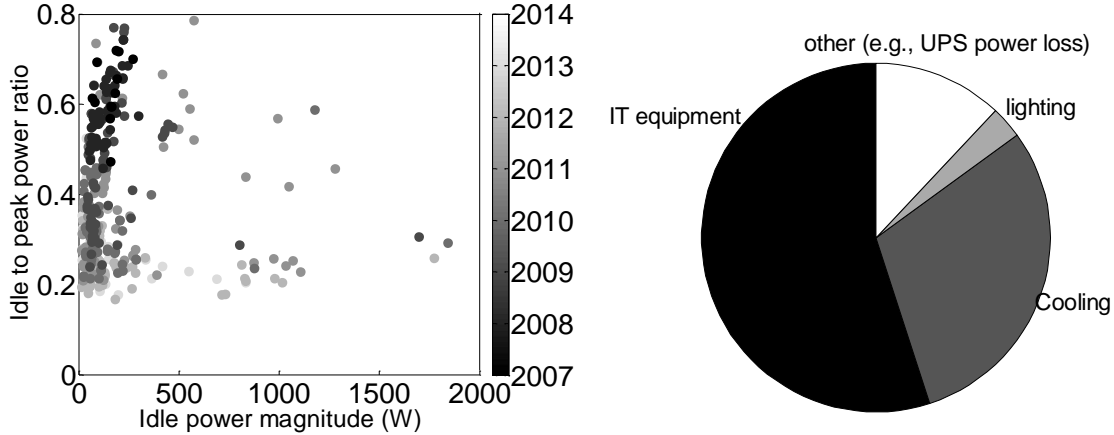 0.8
0.6
0.4
0.2
0
Idle to peak power ratio
0 500 1000 1500 2000
Idle power magnitude (W)
2014
2013
2012
2011
2010
2009
2008
2007
other (e.g., UPS power loss)
lighting
IT equipment
Cooling